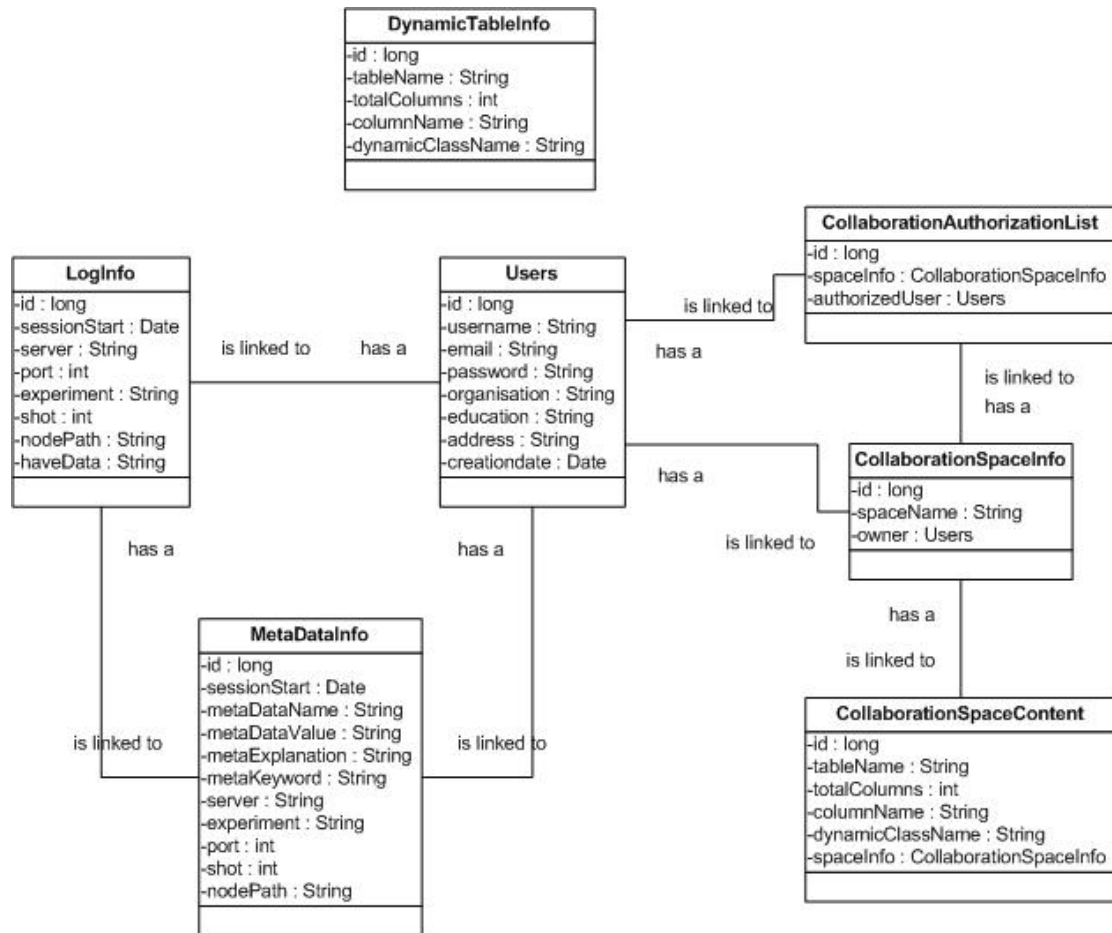 DynamicTableInfo
-id : long
-tableName : String
-totalColumns : int
-columnName : String
-dynamicClassName : String
CollaborationAuthorizationList
-id : long
-spaceInfo : CollaborationSpaceInfo
-authorizedUser : Users
LogInfo
-id : long
-sessionStart : Date
-server : String
-port : int
-experiment : String
-shot : int
-nodePath : String
-haveData : String
Users
-id : long
-username : String
-email : String
-password : String
-organisation : String
-education : String
-address : String
-creationdate : Date
is linked to
has a
is linked to
has a
is linked to
has a
CollaborationSpaceInfo
-id : long
-spaceName : String
-owner : Users
has a
is linked to
has a
has a
MetaDataInfo
-id : long
-sessionStart : Date
-metaDataName : String
-metaDataValue : String
-metaExplanation : String
-metaKeyword : String
-server : String
-experiment : String
-port : int
-shot : int
-nodePath : String
is linked to
is linked to
has a
is linked to
CollaborationSpaceContent
-id : long
-tableName : String
-totalColumns : int
-columnName : String
-dynamicClassName : String
-spaceInfo : CollaborationSpaceInfo